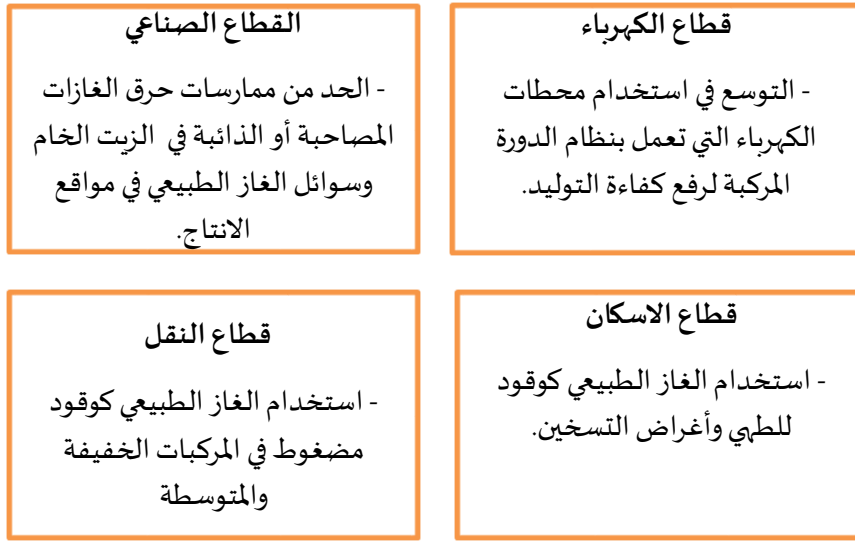 قطاع الكهرباء
- التوسع في استخدام محطات
الكهرباء التي تعمل بنظام الدورة
المركبة لرفع كفاءة التوليد.
القطاع الصناعي
- الحد من ممارسات حرق الغازات
المصاحبة أو الذائبة في الزيت الخام
وسوائل الغاز الطبيعي في مواقع
الانتاج.
قطاع الاسكان
- استخدام الغاز الطبيعي كوقود
للطهي وأغراض التسخين.
قطاع النقل
- استخدام الغاز الطبيعي كوقود
مضغوط في المركبات الخفيفة
والمتوسطة